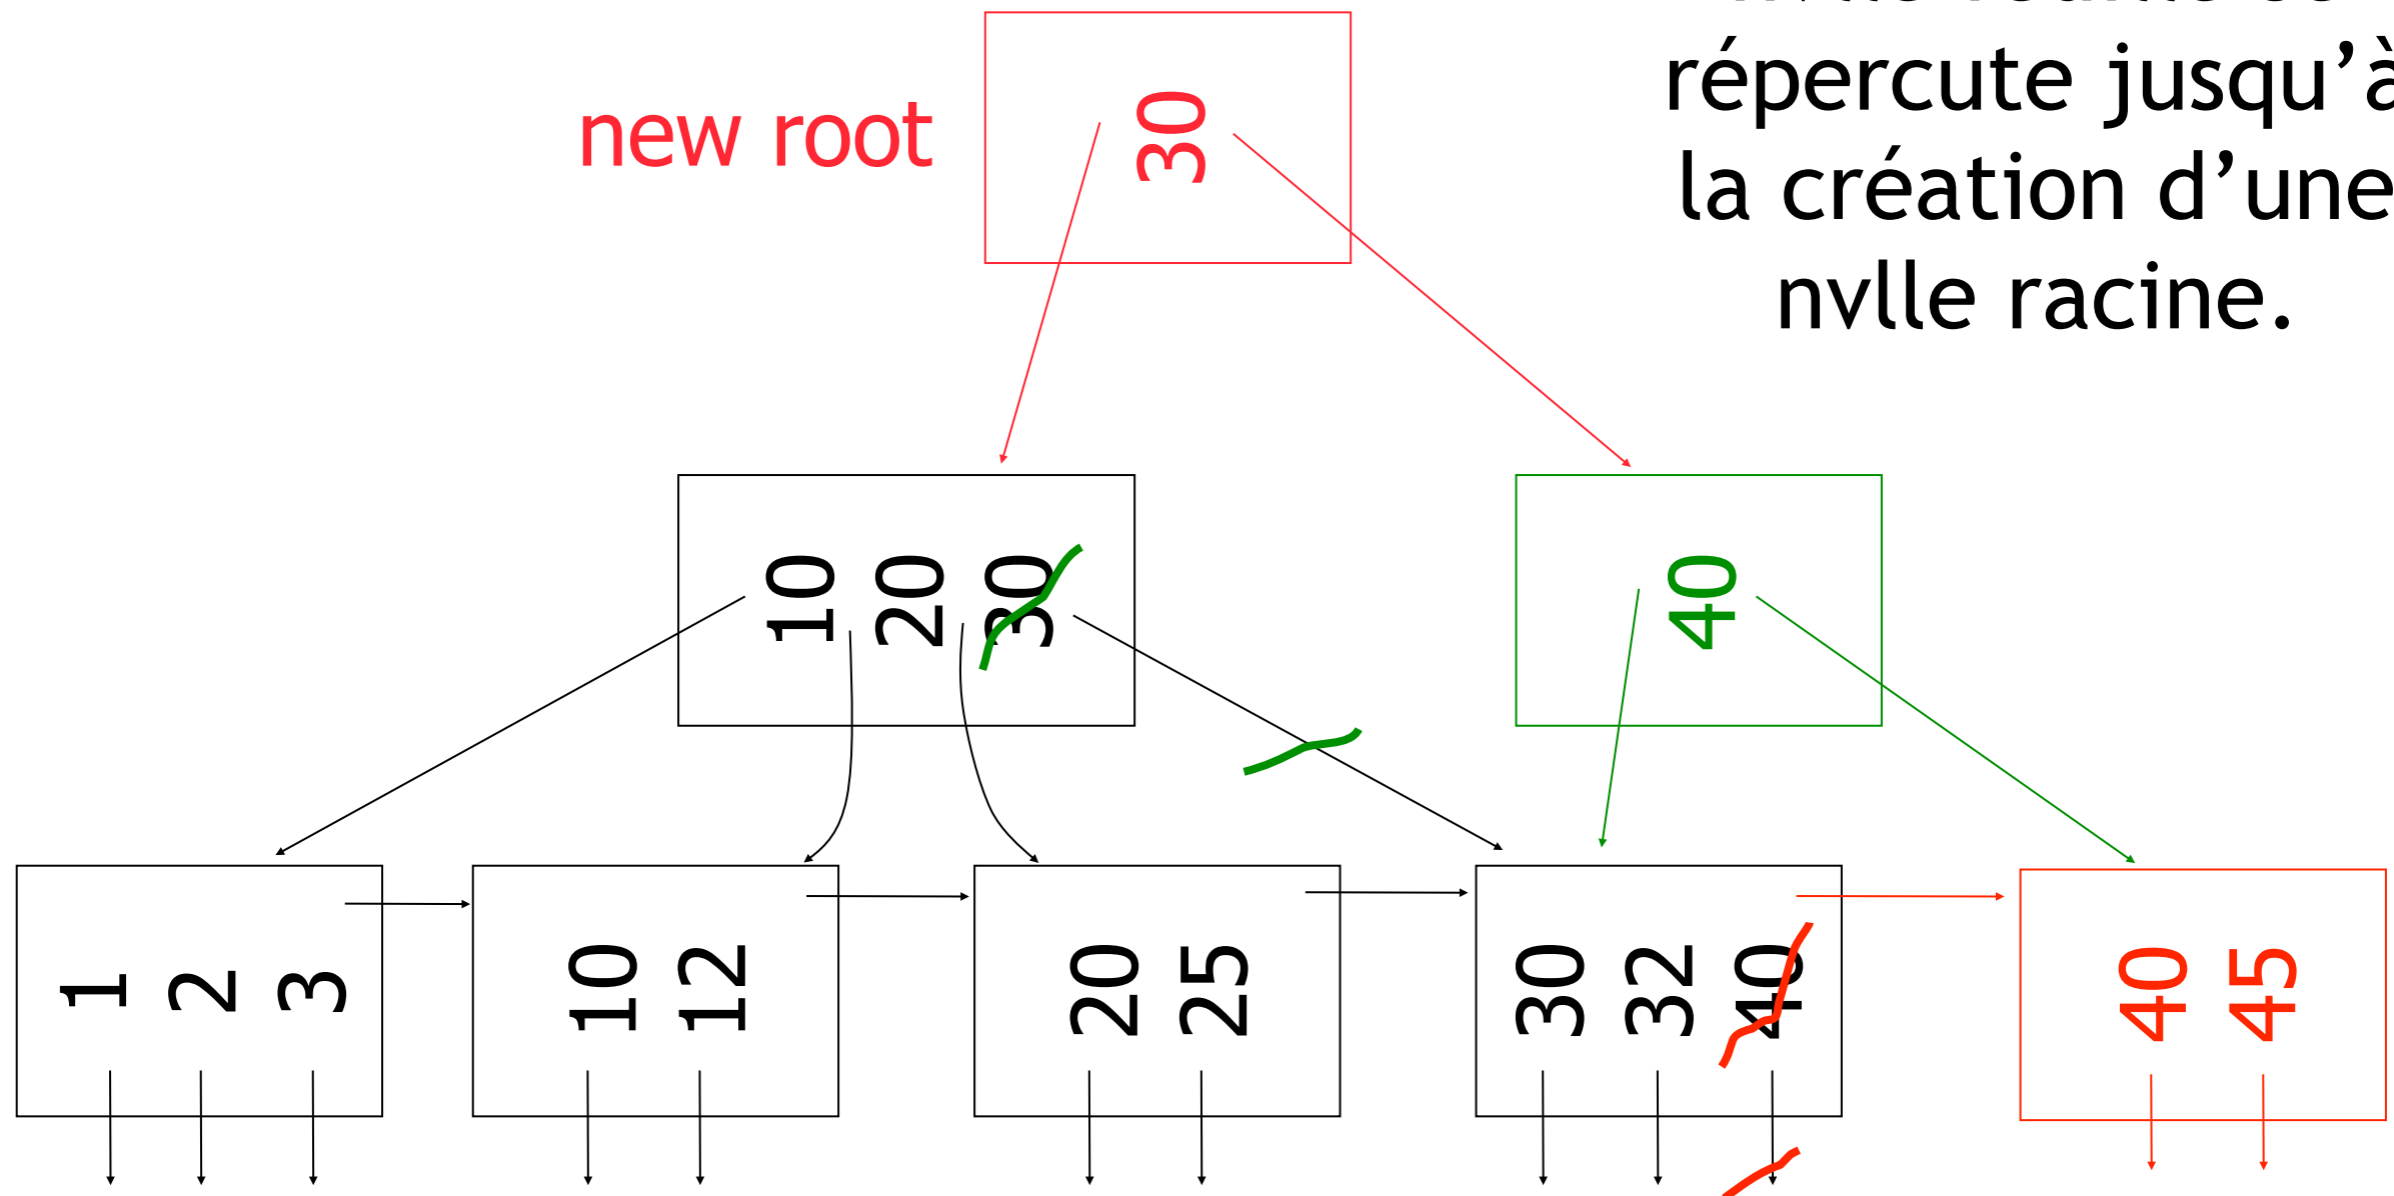 répercute jusqu’à
la création d’une
nvlle racine.
new root
30
10 20 30
40
1 2 3
10 12
20 25
30 32 40
40 45